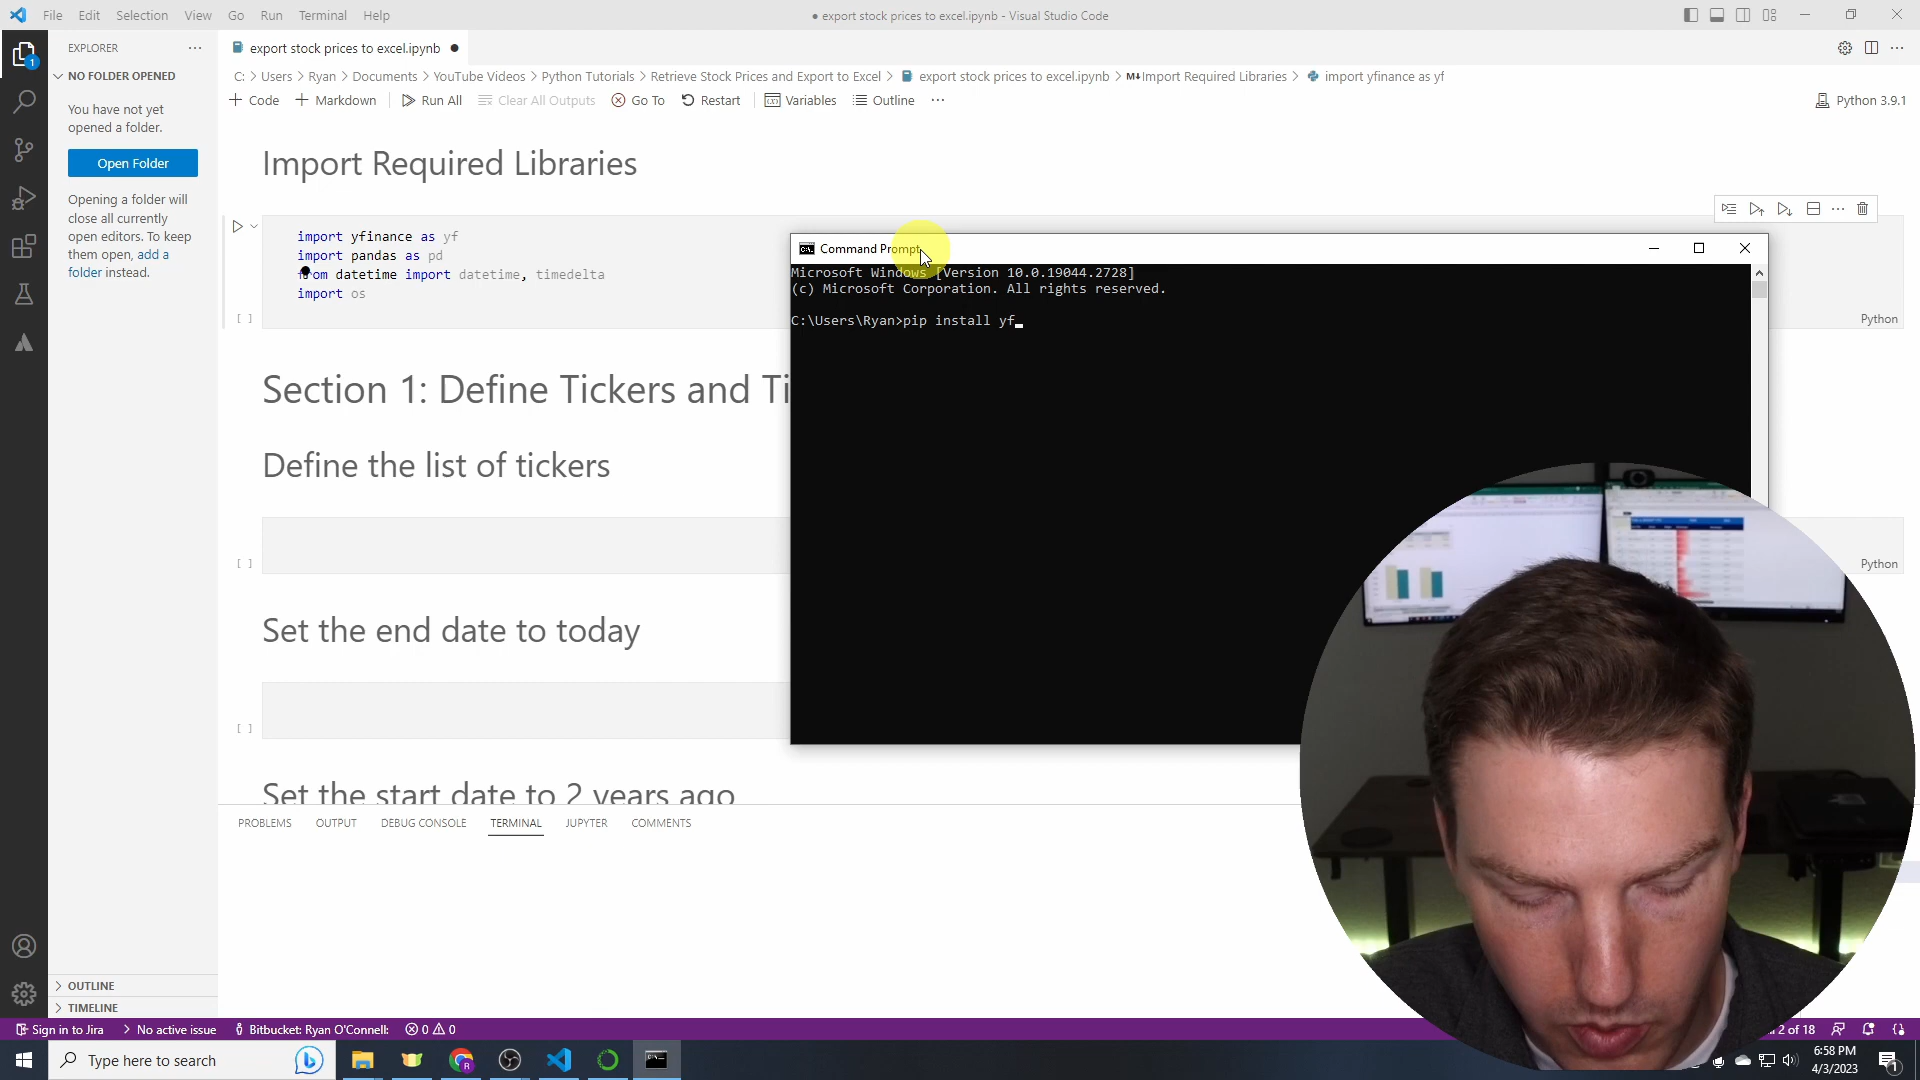 File Edit Selection View Go Run Terminal Help
● export stock prices to excel.ipynb - Visual Studio Code
EXPLORER
NO FOLDER OPENED
You have not yet
opened a folder.
Open Folder
Opening a folder will
close all currently
open editors. To keep
them open, add a
folder instead.
OUTLINE
TIMELINE
1
export stock prices to excel.ipynb ●
C: > Users > Ryan > Documents > YouTube Videos > Python Tutorials > Retrieve Stock Prices and Export to Excel > export stock prices to excel.ipynb > M↓Import Required Libraries > import yfinance as yf
+ Code + Markdown Run All Clear All Outputs Go To Restart Variables Outline ···
Python 3.9.1
Import Required Libraries
import yfinance as yf
import pandas as pd
from datetime import datetime, timedelta
import os
[ ]
Python
Section 1: Define Tickers and Ti
Define the list of tickers
[ ]
Python
Set the end date to today
[ ]
Set the start date to 2 years ago
Command Prompt
Microsoft Windows [Version 10.0.19044.2728]
(c) Microsoft Corporation. All rights reserved.
C:\Users\Ryan>pip install yf
PROBLEMS OUTPUT DEBUG CONSOLE TERMINAL JUPYTER COMMENTS
Sign in to Jira No active issue Bitbucket: Ryan O'Connell: 0 0
2 of 18
Type here to search
6:58 PM
4/3/2023
1